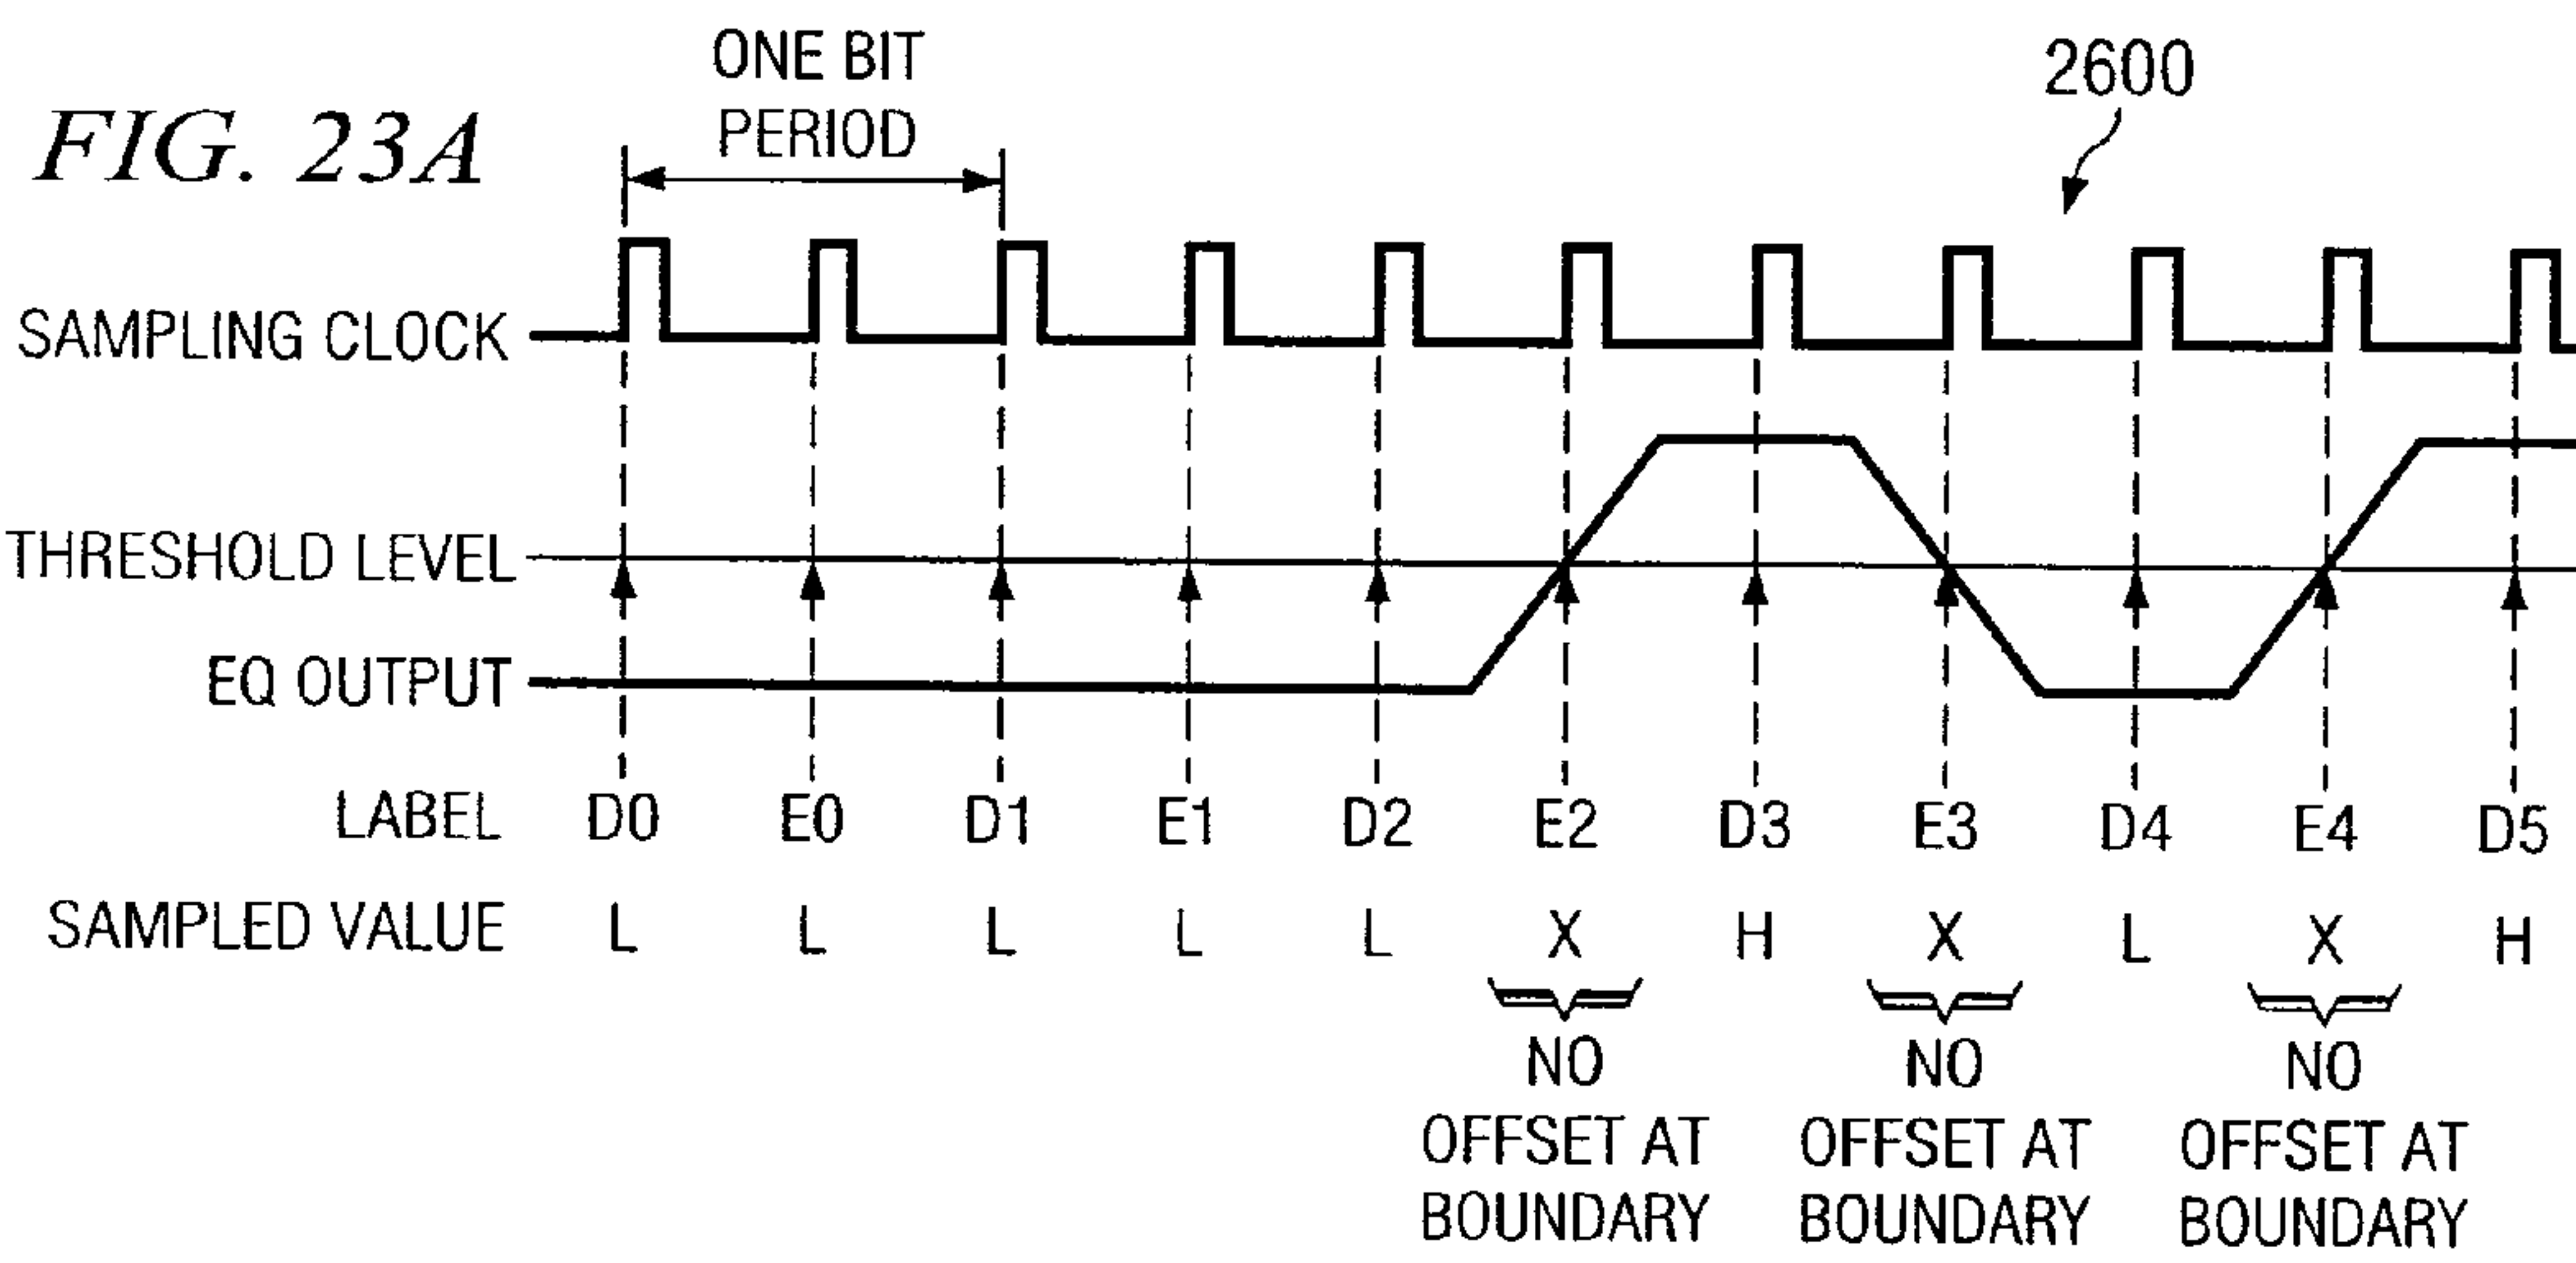 FIG. 23A
ONE BIT
PERIOD
2600
SAMPLING CLOCK
THRESHOLD LEVEL
EQ OUTPUT
LABEL D0 E0 D1 E1 D2 E2 D3 E3 D4 E4 D5
SAMPLED VALUE L L L L L X H X L X H
NO NO NO
OFFSET AT OFFSET AT OFFSET AT
BOUNDARY BOUNDARY BOUNDARY